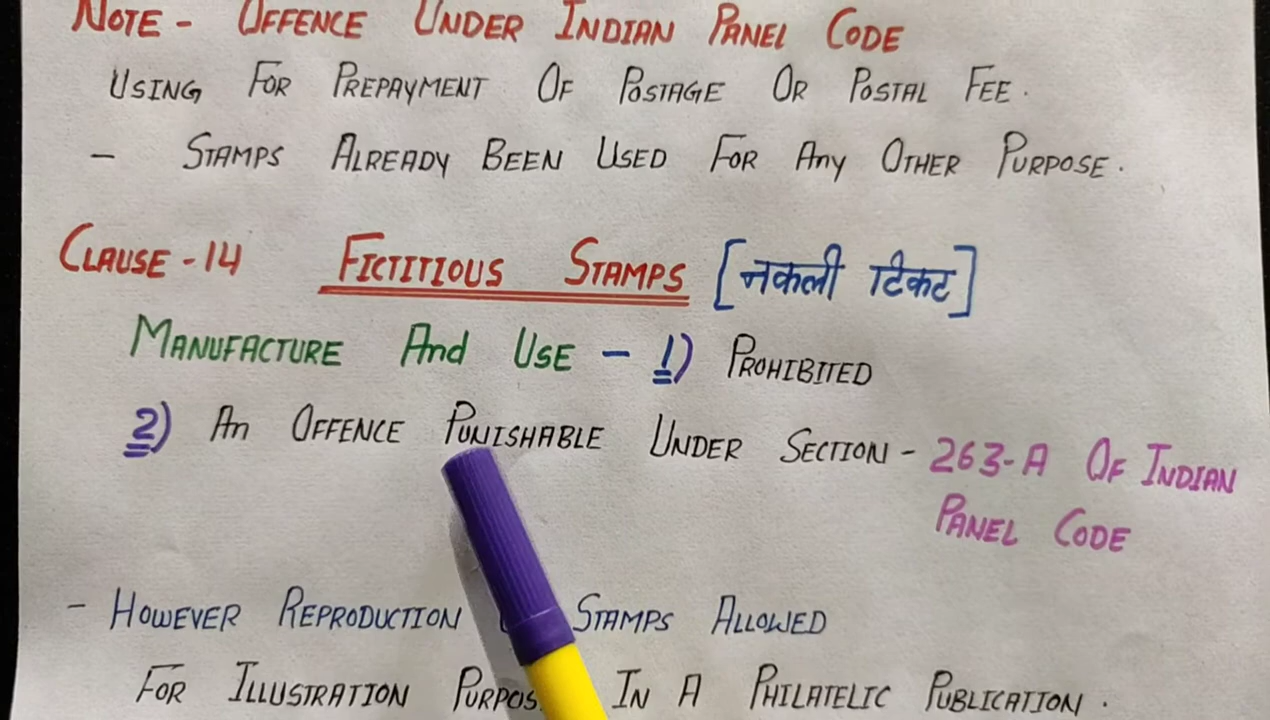 NOTE - OFFENCE UNDER INDIAN PANEL CODE
USING FOR PREPAYMENT OF POSTAGE OR POSTAL FEE.
- STAMPS ALREADY BEEN USED FOR ANY OTHER PURPOSE.
CLAUSE - 14 FICTITIOUS STAMPS [नकली टिकट]
MANUFACTURE AND USE - 1) PROHIBITED
2) AN OFFENCE PUNISHABLE UNDER SECTION - 263-A OF INDIAN
PANEL CODE
- HOWEVER REPRODUCTION STAMPS ALLOWED
FOR ILLUSTRATION PURPOS IN A PHILATELIC PUBLICATION.